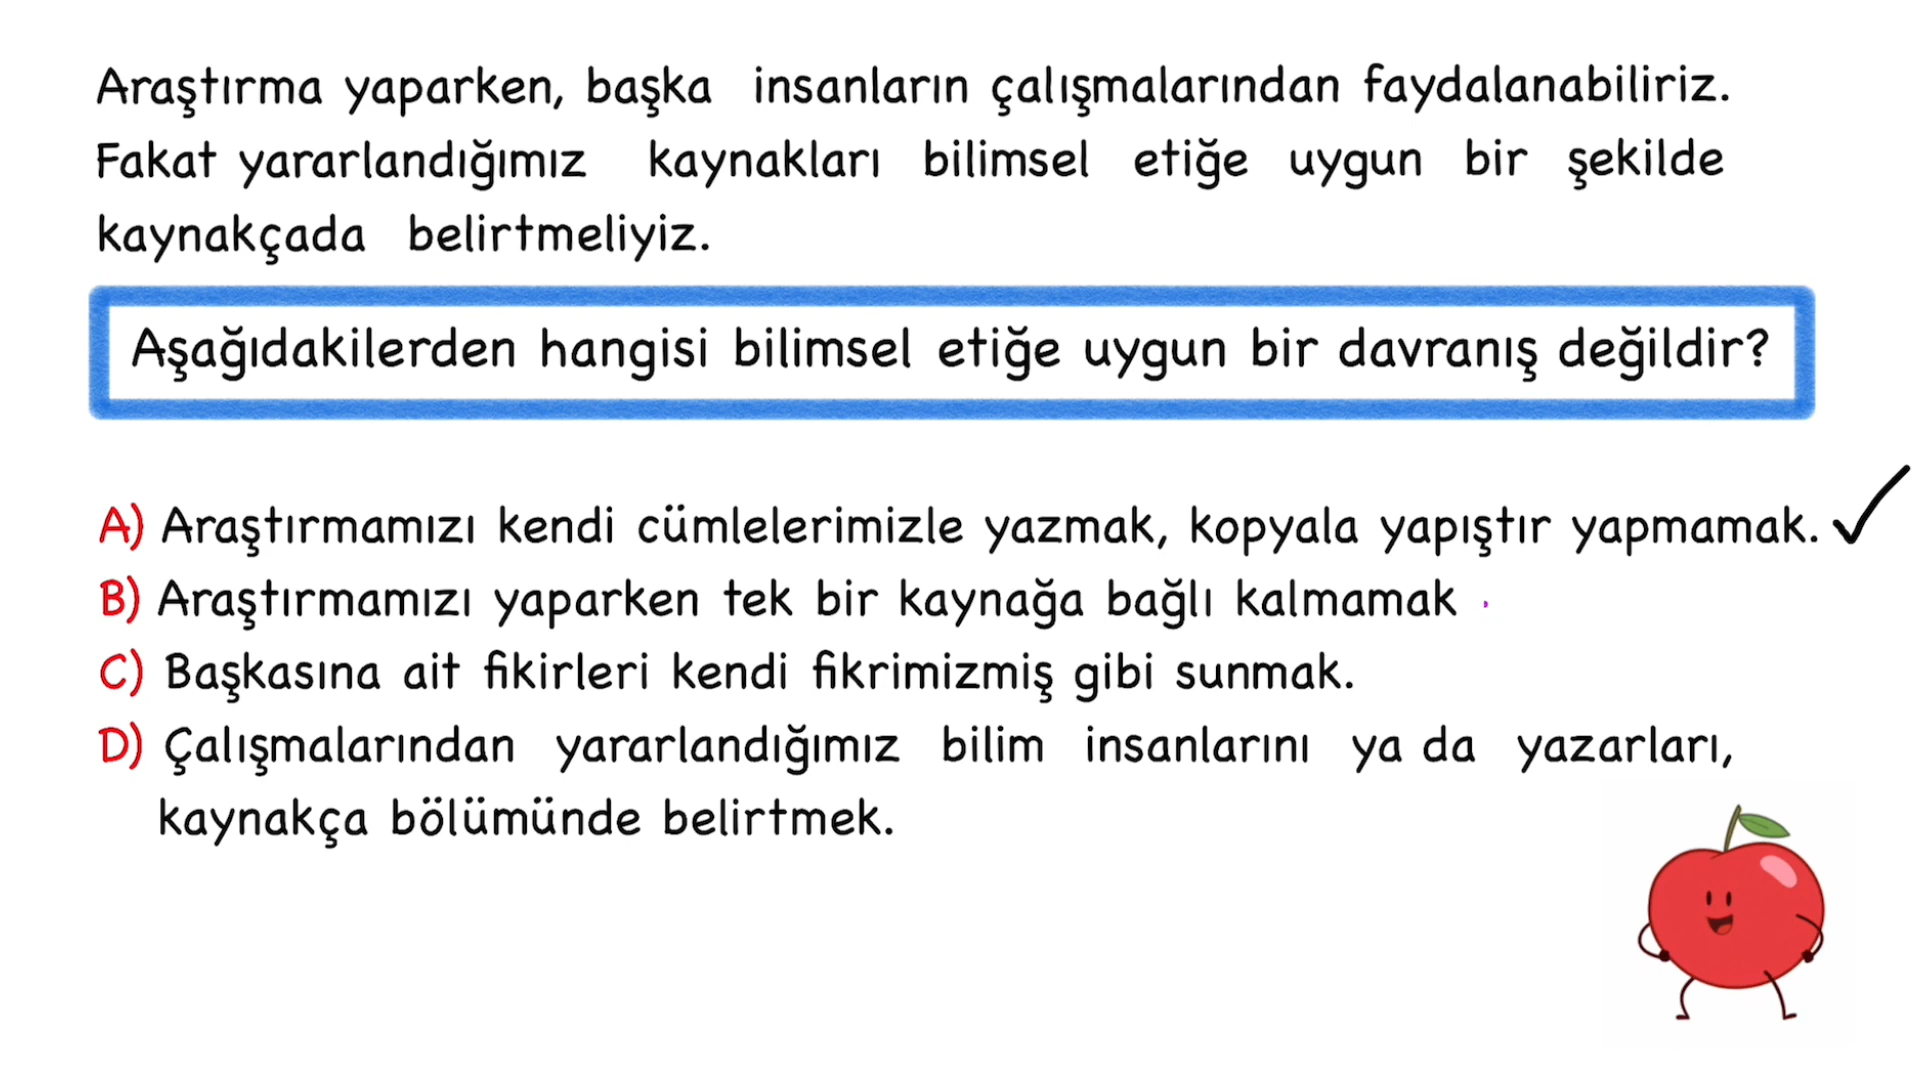 Araştırma yaparken, başka insanların çalışmalarından faydalanabiliriz.
Fakat yararlandığımız kaynakları bilimsel etiğe uygun bir şekilde
kaynakçada belirtmeliyiz.
Aşağıdakilerden hangisi bilimsel etiğe uygun bir davranış değildir?
A) Araştırmamızı kendi cümlelerimizle yazmak, kopyala yapıştır yapmamak.
B) Araştırmamızı yaparken tek bir kaynağa bağlı kalmamak
C) Başkasına ait fikirleri kendi fikrimizmiş gibi sunmak.
D) Çalışmalarından yararlandığımız bilim insanlarını ya da yazarları,
kaynakça bölümünde belirtmek.